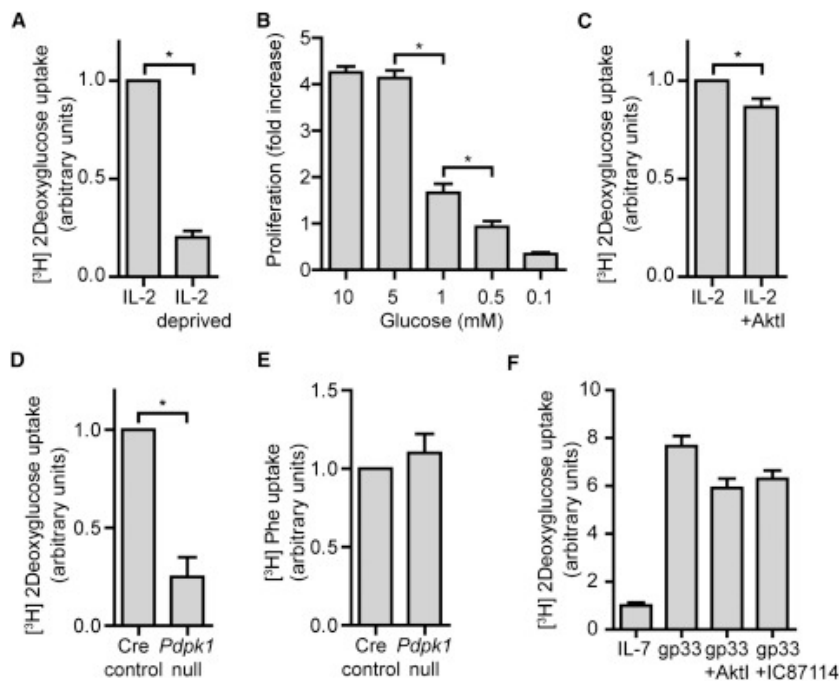 A
[³H] 2Deoxyglucose uptake
(arbitrary units)
1.0
0.5
0.0
*
IL-2 IL-2
deprived
B
Proliferation (fold increase)
5
4
3
2
1
0
*
*
10 5 1 0.5 0.1
Glucose (mM)
C
[³H] 2Deoxyglucose uptake
(arbitrary units)
1.0
0.5
0.0
*
IL-2 IL-2
+AktI
D
[³H] 2Deoxyglucose uptake
(arbitrary units)
1.0
0.5
0.0
*
Cre Pdpk1
control null
E
[³H] Phe uptake
(arbitrary units)
1.5
1.0
0.5
0.0
Cre Pdpk1
control null
F
[³H] 2Deoxyglucose uptake
(arbitrary units)
10
8
6
4
2
0
IL-7 gp33 gp33 gp33
+AktI +IC87114